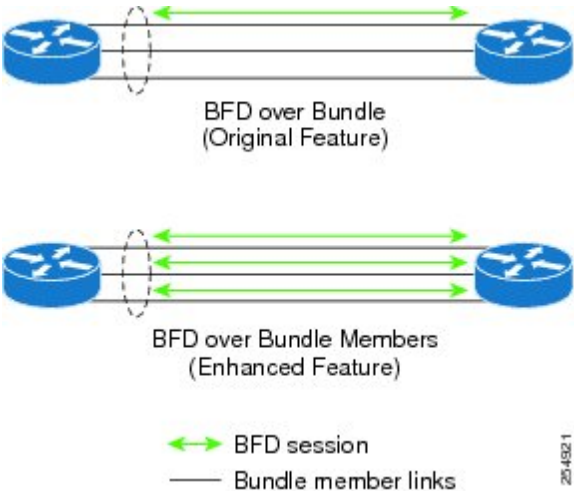 BFD over Bundle
(Original Feature)
BFD over Bundle Members
(Enhanced Feature)
BFD session
Bundle member links
254921